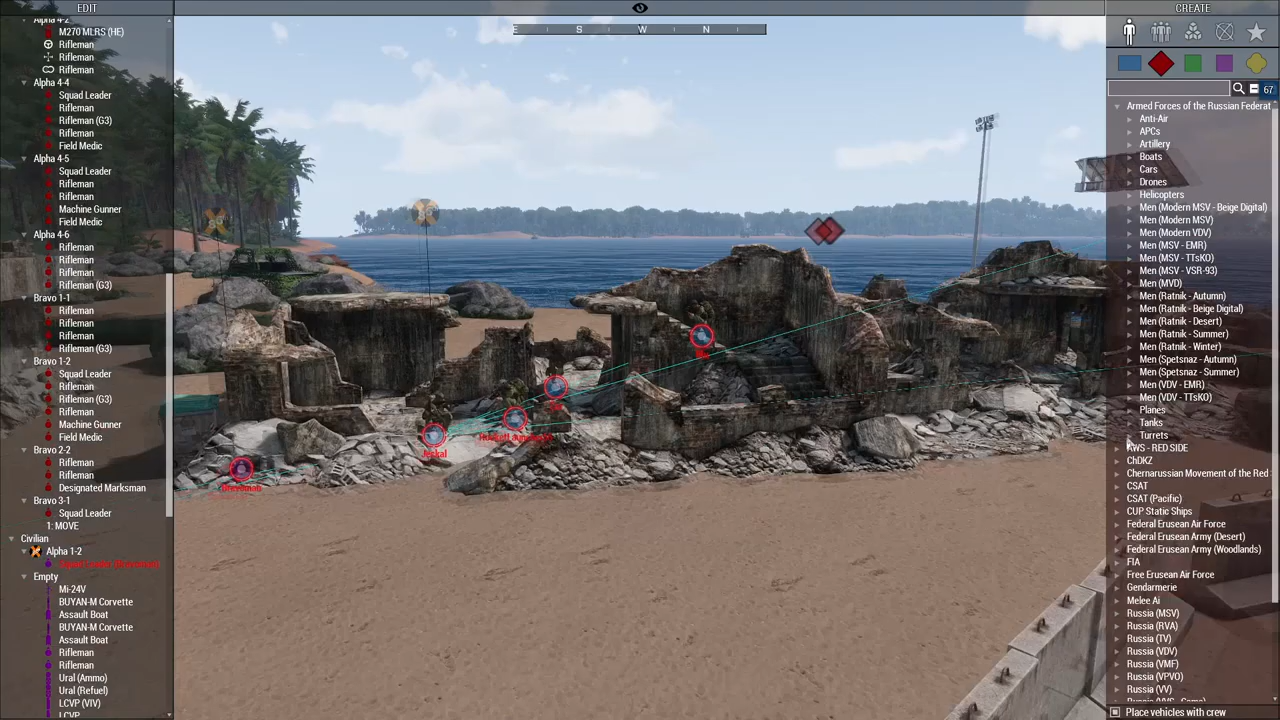 EDIT
Alpha 4-2
M270 MLRS (HE)
Rifleman
Rifleman
Rifleman
Alpha 4-4
Squad Leader
Rifleman
Rifleman (G3)
Rifleman
Field Medic
Alpha 4-5
Squad Leader
Rifleman
Rifleman
Machine Gunner
Field Medic
Alpha 4-6
Rifleman
Rifleman
Rifleman
Rifleman (G3)
Bravo 1-1
Rifleman
Rifleman
Rifleman
Rifleman (G3)
Bravo 1-2
Squad Leader
Rifleman
Rifleman (G3)
Rifleman
Machine Gunner
Field Medic
Bravo 2-2
Rifleman
Rifleman
Designated Marksman
Bravo 3-1
Squad Leader
1: MOVE
Civilian
Alpha 1-2
Empty
Mi-24V
BUYAN-M Corvette
Assault Boat
BUYAN-M Corvette
Assault Boat
Rifleman
Rifleman
Ural (Ammo)
Ural (Refuel)
LCVP (VIV)
LCVP
E S W N
Jeckal
CREATE
67
Armed Forces of the Russian Federat
Anti-Air
APCs
Artillery
Boats
Cars
Drones
Helicopters
Men (Modern MSV - Beige Digital)
Men (Modern MSV)
Men (Modern VDV)
Men (MSV - EMR)
Men (MSV - TTsKO)
Men (MSV - VSR-93)
Men (MVD)
Men (Ratnik - Autumn)
Men (Ratnik - Beige Digital)
Men (Ratnik - Desert)
Men (Ratnik - Summer)
Men (Ratnik - Winter)
Men (Spetsnaz - Autumn)
Men (Spetsnaz - Summer)
Men (VDV - EMR)
Men (VDV - TTsKO)
Planes
Tanks
Turrets
AWS - RED SIDE
ChDKZ
Chernarussian Movement of the Red
CSAT
CSAT (Pacific)
CUP Static Ships
Federal Erusean Air Force
Federal Erusean Army (Desert)
Federal Erusean Army (Woodlands)
FIA
Free Erusean Air Force
Gendarmerie
Melee Ai
Russia (MSV)
Russia (RVA)
Russia (TV)
Russia (VDV)
Russia (VMF)
Russia (VPVO)
Russia (VV)
Place vehicles with crew